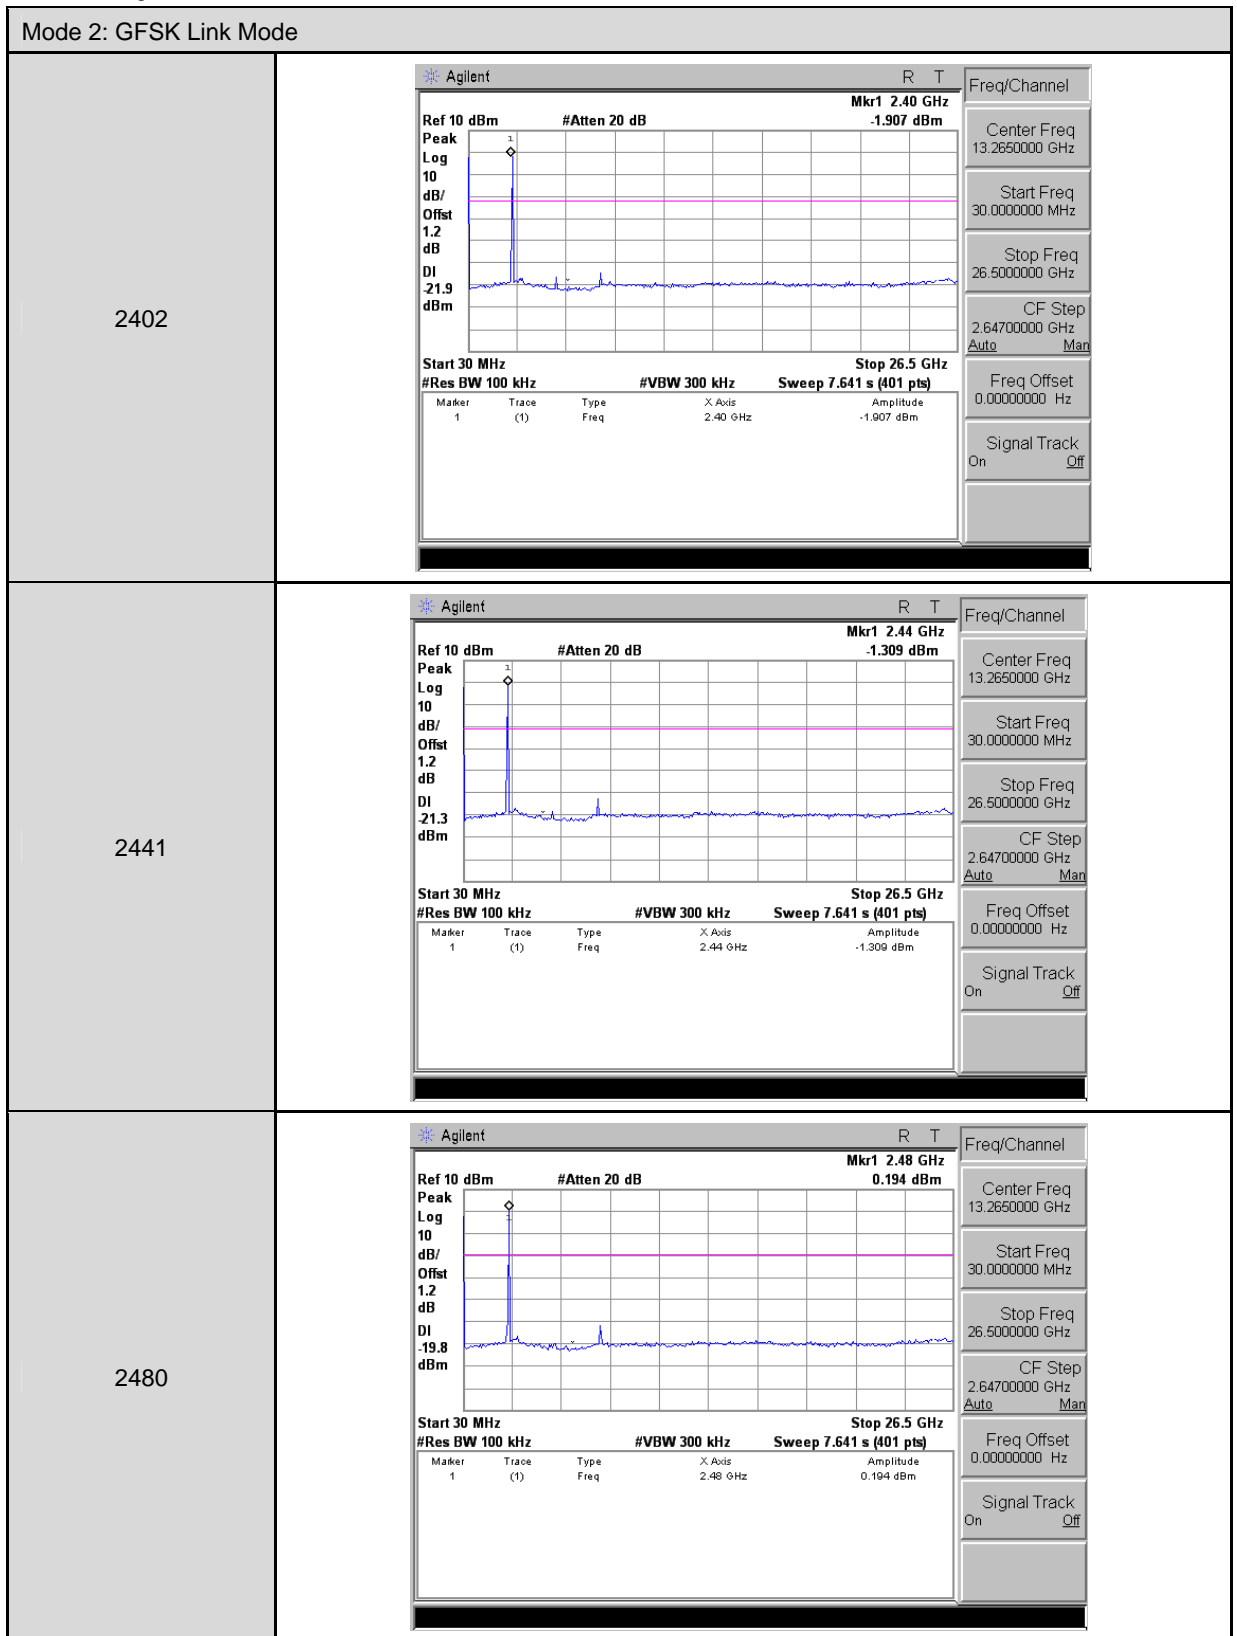 Mode 2: GFSK Link Mode
2402
Agilent R T
Mkr1 2.40 GHz
Ref 10 dBm #Atten 20 dB -1.907 dBm
Peak
Log
10
dB/
Offst
1.2
dB
DI
-21.9
dBm
1
Start 30 MHz Stop 26.5 GHz
#Res BW 100 kHz #VBW 300 kHz Sweep 7.641 s (401 pts)
Marker Trace Type X Axis Amplitude
1 (1) Freq 2.40 GHz -1.907 dBm
Freq/Channel
Center Freq
13.2650000 GHz
Start Freq
30.0000000 MHz
Stop Freq
26.5000000 GHz
CF Step
2.64700000 GHz
Auto Man
Freq Offset
0.00000000 Hz
Signal Track
On Off
2441
Agilent R T
Mkr1 2.44 GHz
Ref 10 dBm #Atten 20 dB -1.309 dBm
Peak
Log
10
dB/
Offst
1.2
dB
DI
-21.3
dBm
1
Start 30 MHz Stop 26.5 GHz
#Res BW 100 kHz #VBW 300 kHz Sweep 7.641 s (401 pts)
Marker Trace Type X Axis Amplitude
1 (1) Freq 2.44 GHz -1.309 dBm
Freq/Channel
Center Freq
13.2650000 GHz
Start Freq
30.0000000 MHz
Stop Freq
26.5000000 GHz
CF Step
2.64700000 GHz
Auto Man
Freq Offset
0.00000000 Hz
Signal Track
On Off
2480
Agilent R T
Mkr1 2.48 GHz
Ref 10 dBm #Atten 20 dB 0.194 dBm
Peak
Log
10
dB/
Offst
1.2
dB
DI
-19.8
dBm
1
Start 30 MHz Stop 26.5 GHz
#Res BW 100 kHz #VBW 300 kHz Sweep 7.641 s (401 pts)
Marker Trace Type X Axis Amplitude
1 (1) Freq 2.48 GHz 0.194 dBm
Freq/Channel
Center Freq
13.2650000 GHz
Start Freq
30.0000000 MHz
Stop Freq
26.5000000 GHz
CF Step
2.64700000 GHz
Auto Man
Freq Offset
0.00000000 Hz
Signal Track
On Off